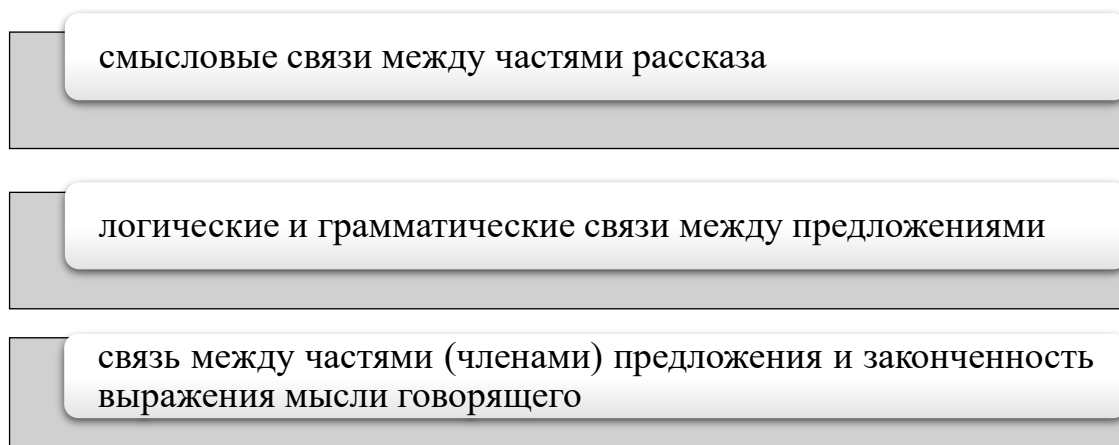 смысловые связи между частями рассказа
логические и грамматические связи между предложениями
связь между частями (членами) предложения и законченность
выражения мысли говорящего